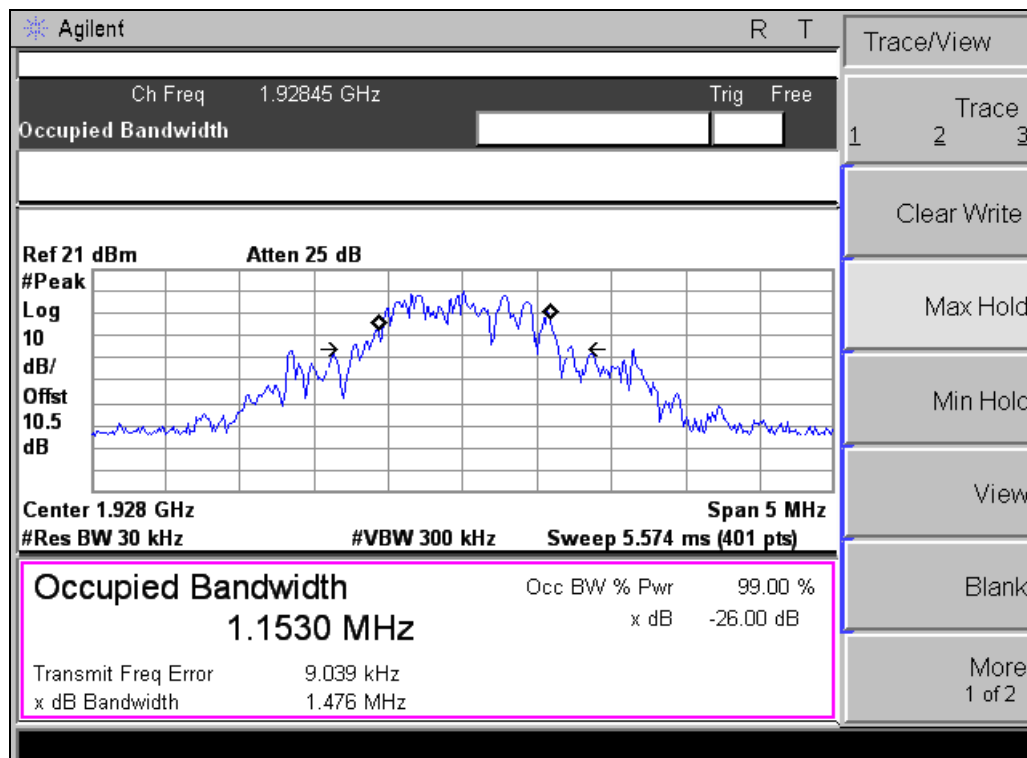 Agilent R T
Ch Freq 1.92845 GHz Trig Free
Occupied Bandwidth
Ref 21 dBm Atten 25 dB
#Peak
Log
10
dB/
Offst
10.5
dB
Center 1.928 GHz Span 5 MHz
#Res BW 30 kHz #VBW 300 kHz Sweep 5.574 ms (401 pts)
Occupied Bandwidth
1.1530 MHz
Occ BW % Pwr 99.00 %
x dB -26.00 dB
Transmit Freq Error 9.039 kHz
x dB Bandwidth 1.476 MHz
Trace/View
Trace
1 2 3
Clear Write
Max Hold
Min Hold
View
Blank
More
1 of 2